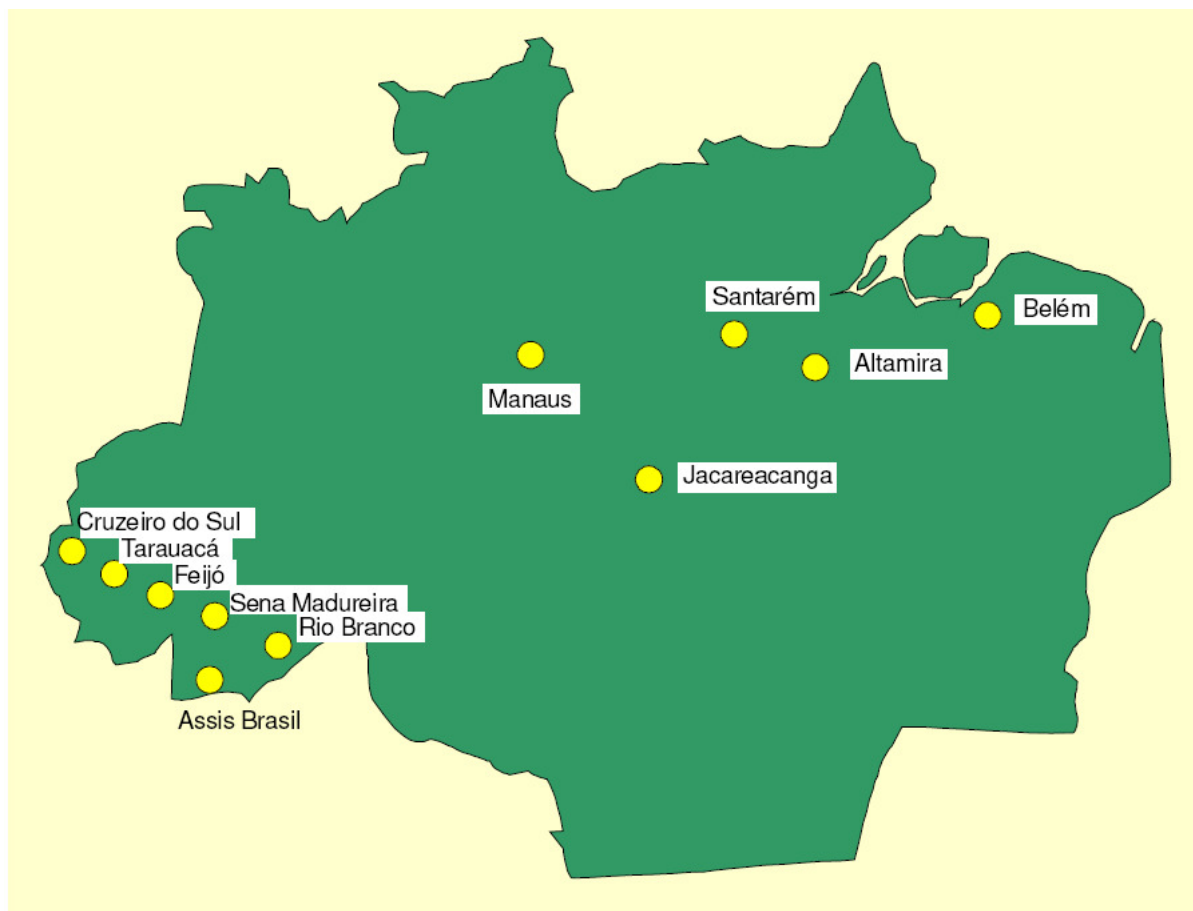 Santarém
Belém
Altamira
Manaus
Jacareacanga
Cruzeiro do Sul
Tarauacá
Feijó
Sena Madureira
Rio Branco
Assis Brasil